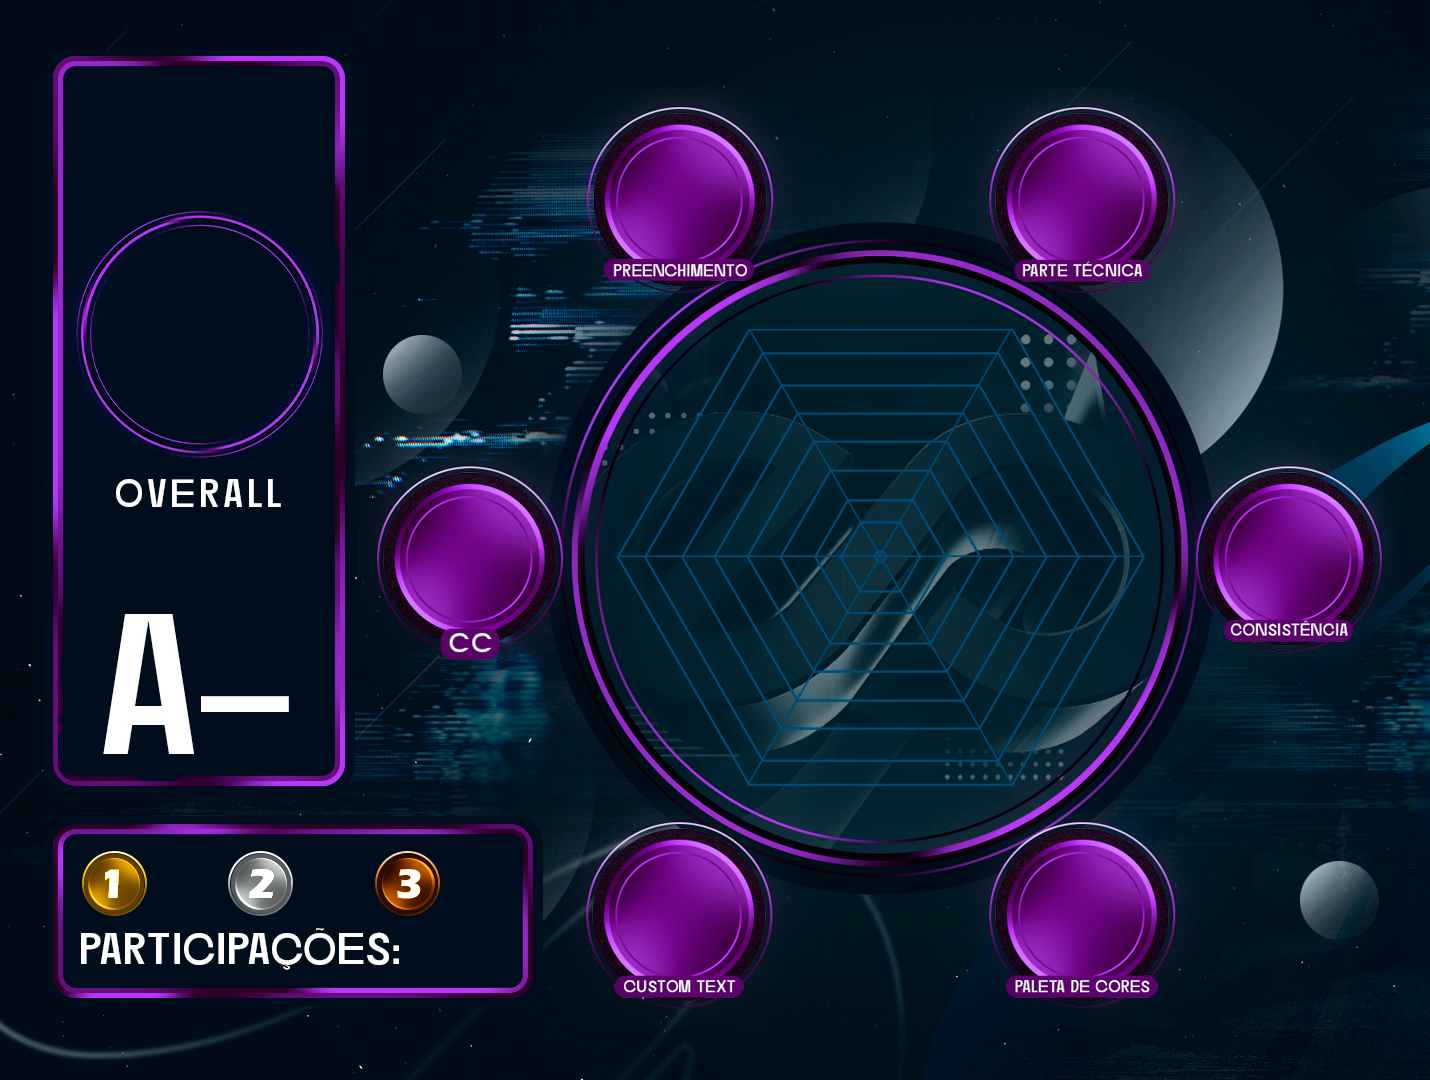 PREENCHIMENTO
PARTE TÉCNICA
OVERALL
A–
CC
CONSISTÊNCIA
1 2 3
PARTICIPAÇÕES:
CUSTOM TEXT
PALETA DE CORES